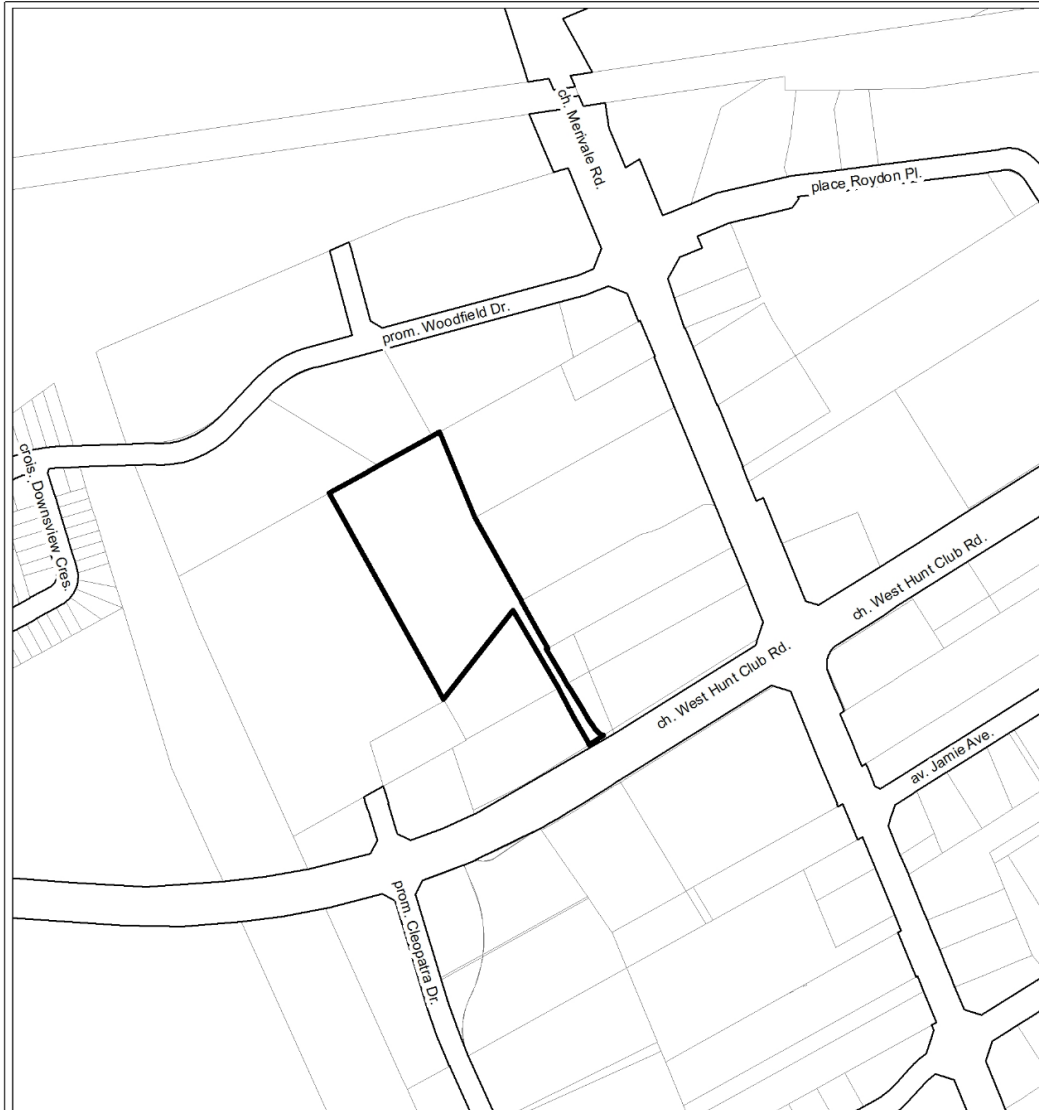 ch. Merivale Rd.
place Roydon Pl.
prom. Woodfield Dr.
crois. Downsview Cres.
ch. West Hunt Club Rd.
ch. West Hunt Club Rd.
av. Jamie Ave.
prom. Cleopatra Dr.